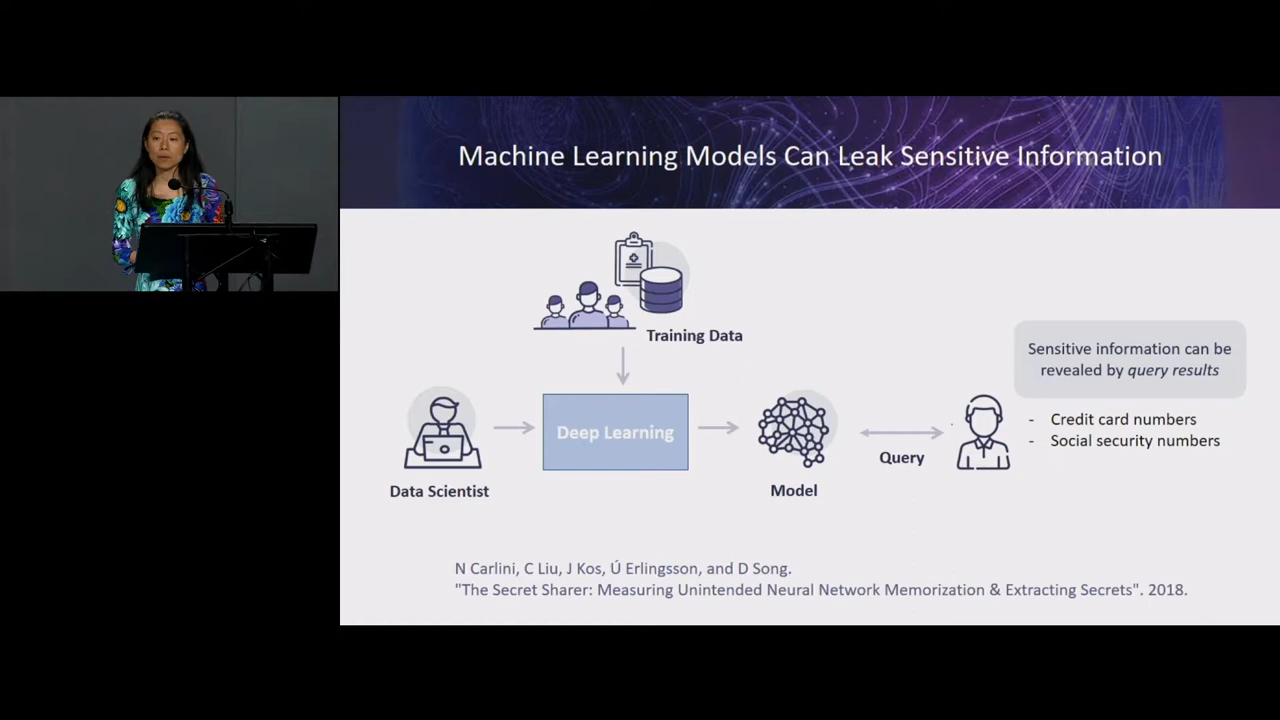 Machine Learning Models Can Leak Sensitive Information
Training Data
Sensitive information can be
revealed by query results
- Credit card numbers
- Social security numbers
Deep Learning
Query
Data Scientist
Model
N Carlini, C Liu, J Kos, Ú Erlingsson, and D Song.
"The Secret Sharer: Measuring Unintended Neural Network Memorization & Extracting Secrets". 2018.